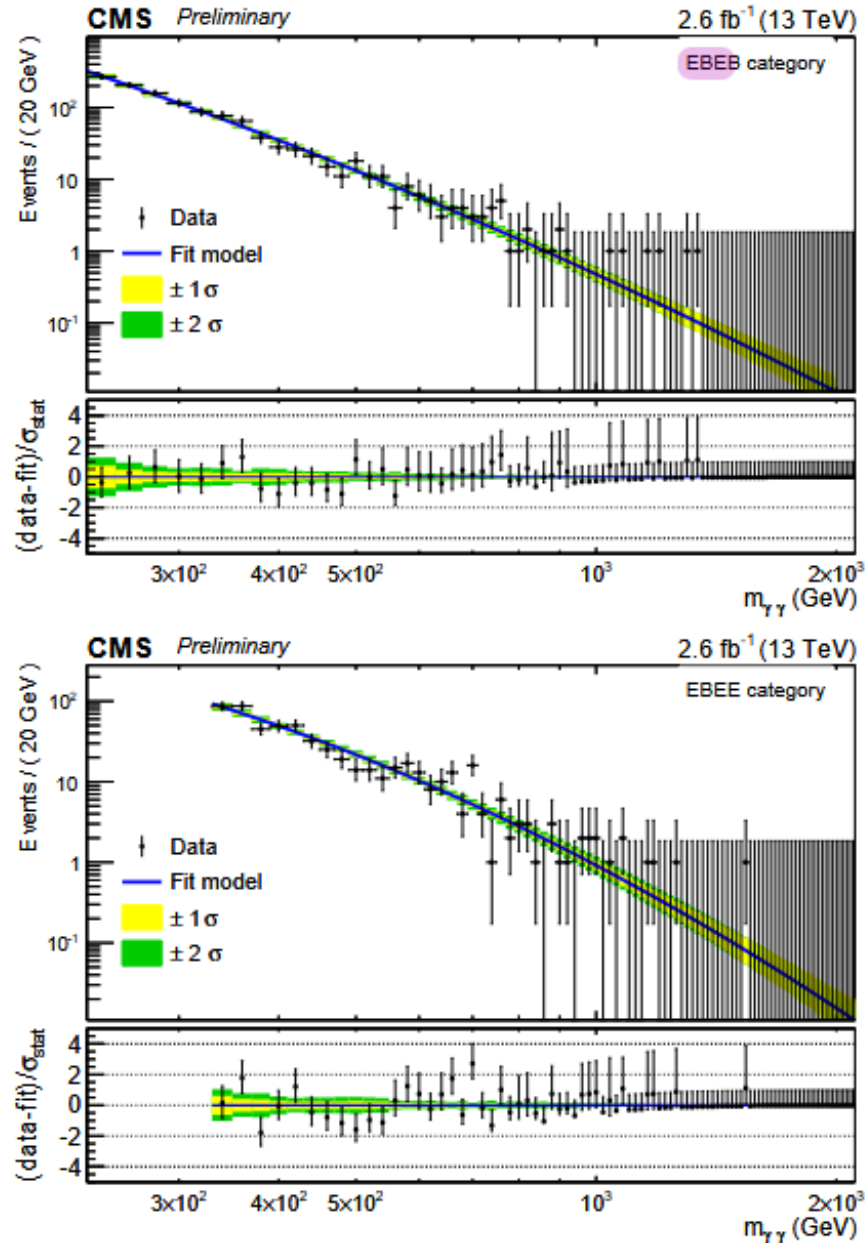 CMS Preliminary 2.6 fb⁻¹ (13 TeV)
EBEB category
Events / ( 20 GeV )
10²
10
1
10⁻¹
Data
Fit model
± 1 σ
± 2 σ
(data-fit)/σstat
4
2
0
-2
-4
3×10² 4×10² 5×10² 10³ 2×10³
mγγ (GeV)
CMS Preliminary 2.6 fb⁻¹ (13 TeV)
EBEE category
Events / ( 20 GeV )
10²
10
1
10⁻¹
Data
Fit model
± 1 σ
± 2 σ
(data-fit)/σstat
4
2
0
-2
-4
3×10² 4×10² 5×10² 10³ 2×10³
mγγ (GeV)